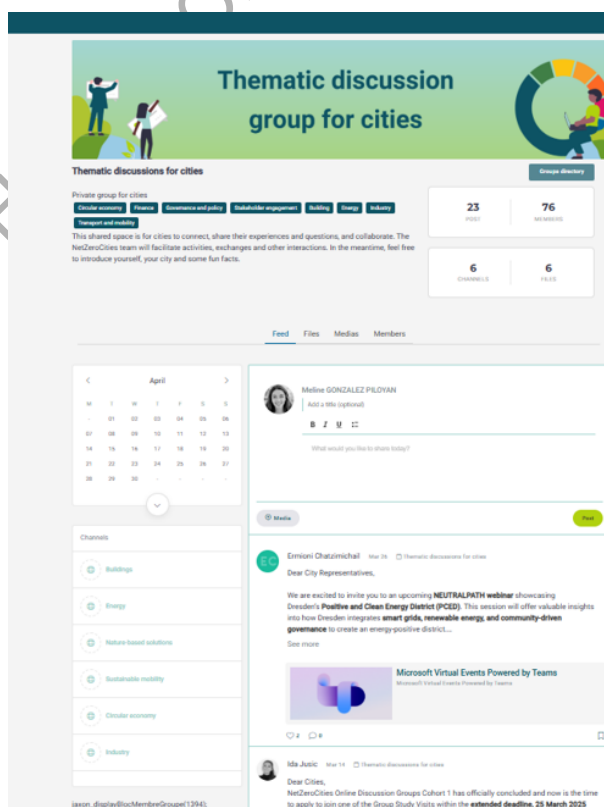 Thematic discussion
group for cities
Thematic discussions for cities
Groups directory
Private group for cities
Circular economy Finance Governance and policy Stakeholder engagement Building Energy Industry
Transport and mobility
This shared space is for cities to connect, share their experiences and questions, and collaborate. The
NetZeroCities team will facilitate activities, exchanges and other interactions. In the meantime, feel free
to introduce yourself, your city and some fun facts.
23 76
POST MEMBERS
6 6
CHANNELS FILES
Feed Files Medias Members
April
M T W T F S S
- 01 02 03 04 05 06
07 08 09 10 11 12 13
14 15 16 17 18 19 20
21 22 23 24 25 26 27
28 29 30 - - - -
Channels
Buildings
Energy
Nature-based solutions
Sustainable mobility
Circular economy
Industry
jason_displayBlocMembreGroupe(1394);
Meline GONZALEZ PILOYAN
Add a title (optional)
B I U
What would you like to share today?
Media Post
EC
Ermioni Chatzimichail Mar 26 Thematic discussions for cities
Dear City Representatives,
We are excited to invite you to an upcoming NEUTRALPATH webinar showcasing
Dresden's Positive and Clean Energy District (PCED). This session will offer valuable insights
into how Dresden integrates smart grids, renewable energy, and community-driven
governance to create an energy-positive district....
See more
Microsoft Virtual Events Powered by Teams
Microsoft Virtual Events Powered by Teams
2 0
Ida Jusic Mar 14 Thematic discussions for cities
Dear Cities,
NetZeroCities Online Discussion Groups Cohort 1 has officially concluded and now is the time
to apply to join one of the Group Study Visits within the extended deadline, 25 March 2025